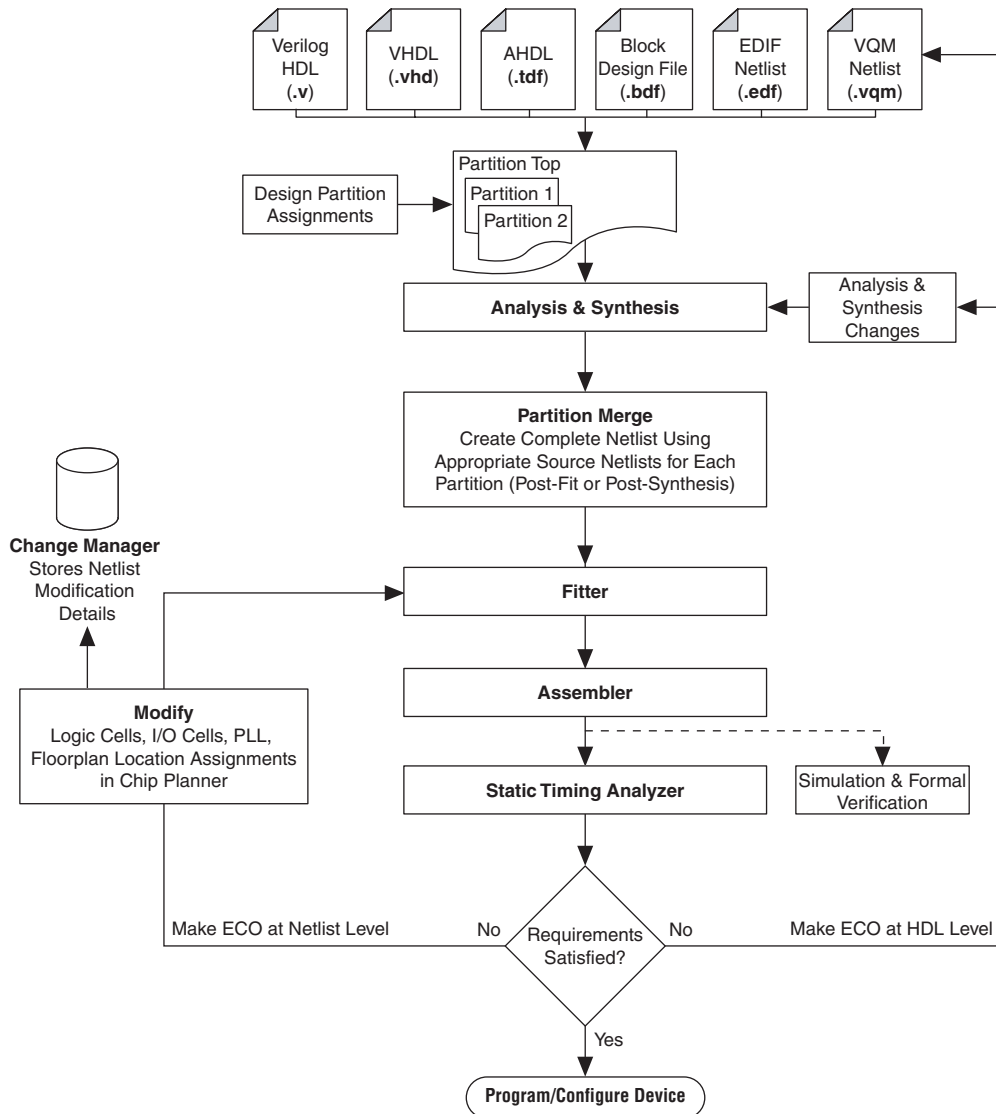 Verilog
HDL
(.v)
VHDL
(.vhd)
AHDL
(.tdf)
Block
Design File
(.bdf)
EDIF
Netlist
(.edf)
VQM
Netlist
(.vqm)
Partition Top
Partition 1
Partition 2
Design Partition
Assignments
Analysis & Synthesis
Analysis &
Synthesis
Changes
Partition Merge
Create Complete Netlist Using
Appropriate Source Netlists for Each
Partition (Post-Fit or Post-Synthesis)
Change Manager
Stores Netlist
Modification
Details
Fitter
Assembler
Modify
Logic Cells, I/O Cells, PLL,
Floorplan Location Assignments
in Chip Planner
Static Timing Analyzer
Simulation & Formal
Verification
Make ECO at Netlist Level
No
Requirements
Satisfied?
No
Make ECO at HDL Level
Yes
Program/Configure Device